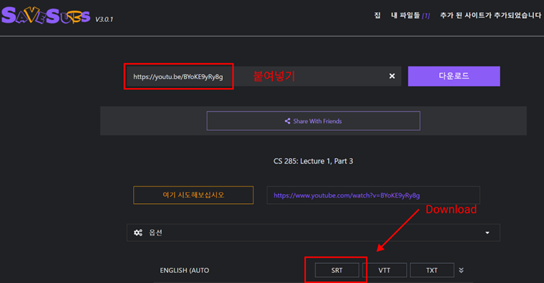 SAVESUBS V3.0.1
집 내 파일들 (1) 추가 된 사이트가 추가되었습니다
https://youtu.be/BYoKE9yRy8g 붙여넣기 × 다운로드
Share With Friends
CS 285: Lecture 1, Part 3
여기 시도해보십시오 https://www.youtube.com/watch?v=BYoKE9yRy8g
Download
옵션
ENGLISH (AUTO SRT VTT TXT